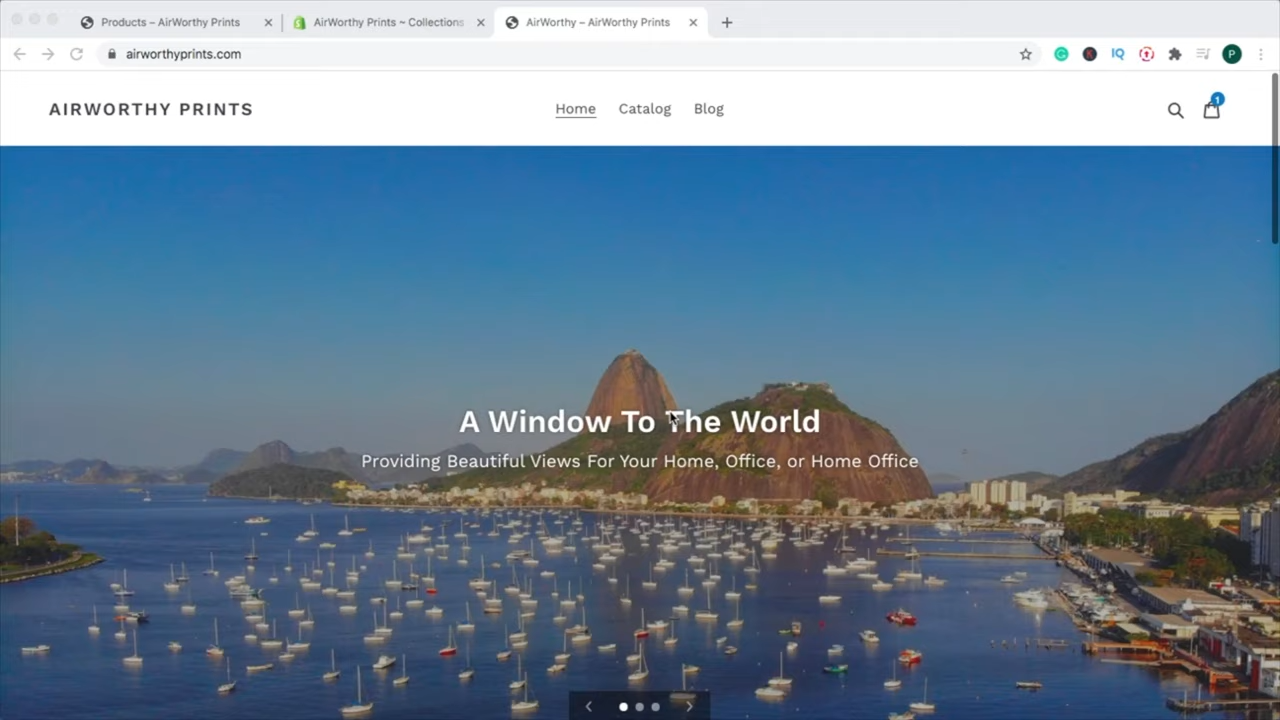 Products – AirWorthy Prints
AirWorthy Prints ~ Collections
AirWorthy – AirWorthy Prints
airworthyprints.com
IQ
P
AIRWORTHY PRINTS
Home
Catalog
Blog
1
A Window To The World
Providing Beautiful Views For Your Home, Office, or Home Office